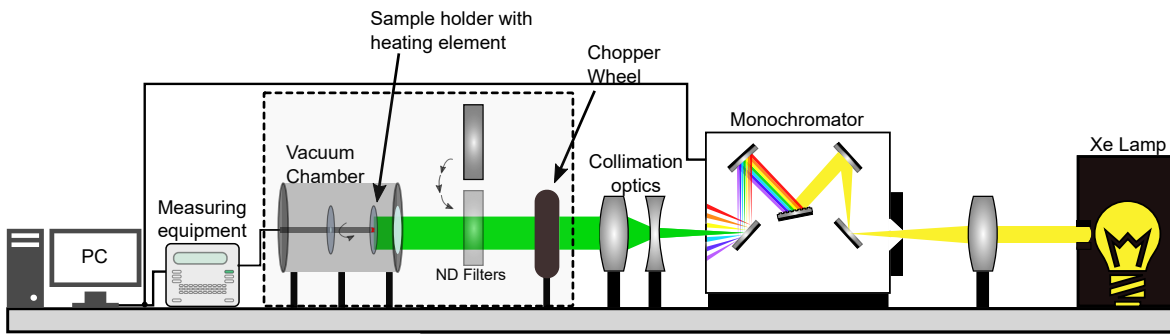 Sample holder with
heating element
Chopper
Wheel
Monochromator
Xe Lamp
Vacuum
Chamber
Collimation
optics
Measuring
equipment
PC
ND Filters